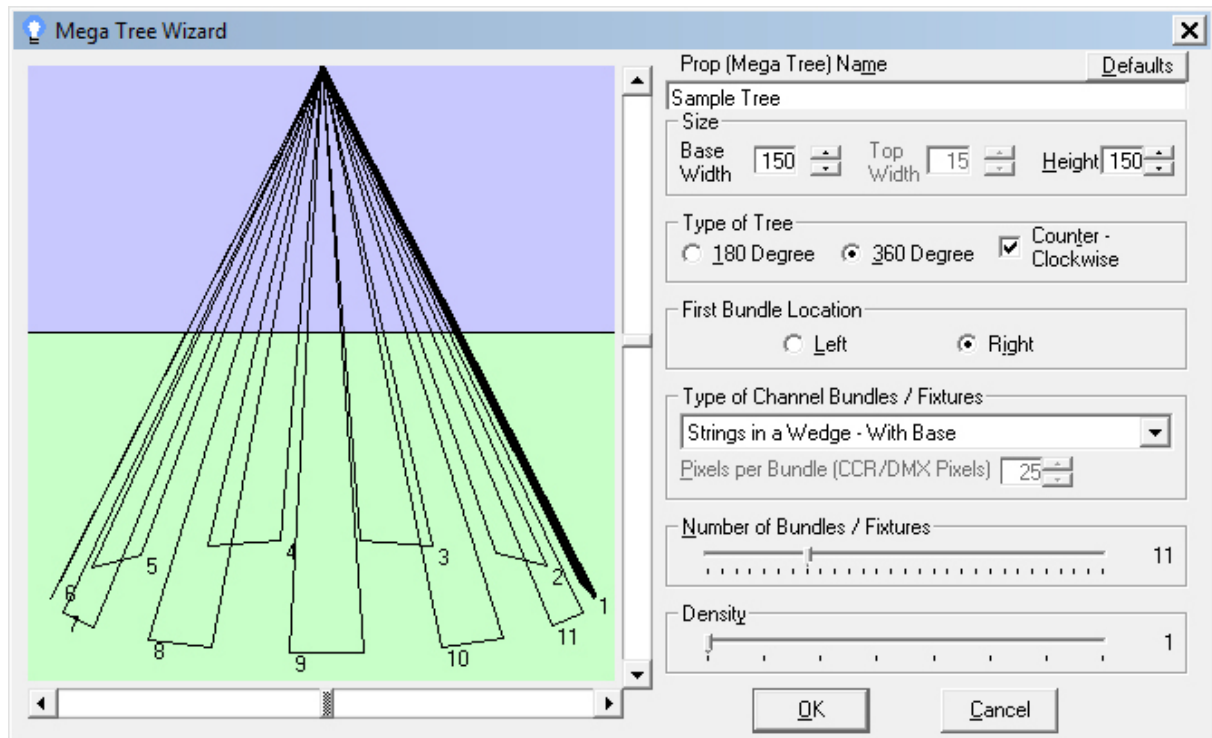 Mega Tree Wizard
Prop (Mega Tree) Name
Defaults
Sample Tree
Size
Base Width 150
Top Width 15
Height 150
Type of Tree
180 Degree
360 Degree
Counter - Clockwise
First Bundle Location
Left
Right
Type of Channel Bundles / Fixtures
Strings in a Wedge - With Base
Pixels per Bundle (CCR/DMX Pixels) 25
Number of Bundles / Fixtures
11
Density
1
OK
Cancel
4
3
5
2
6
1
7
11
8
9
10